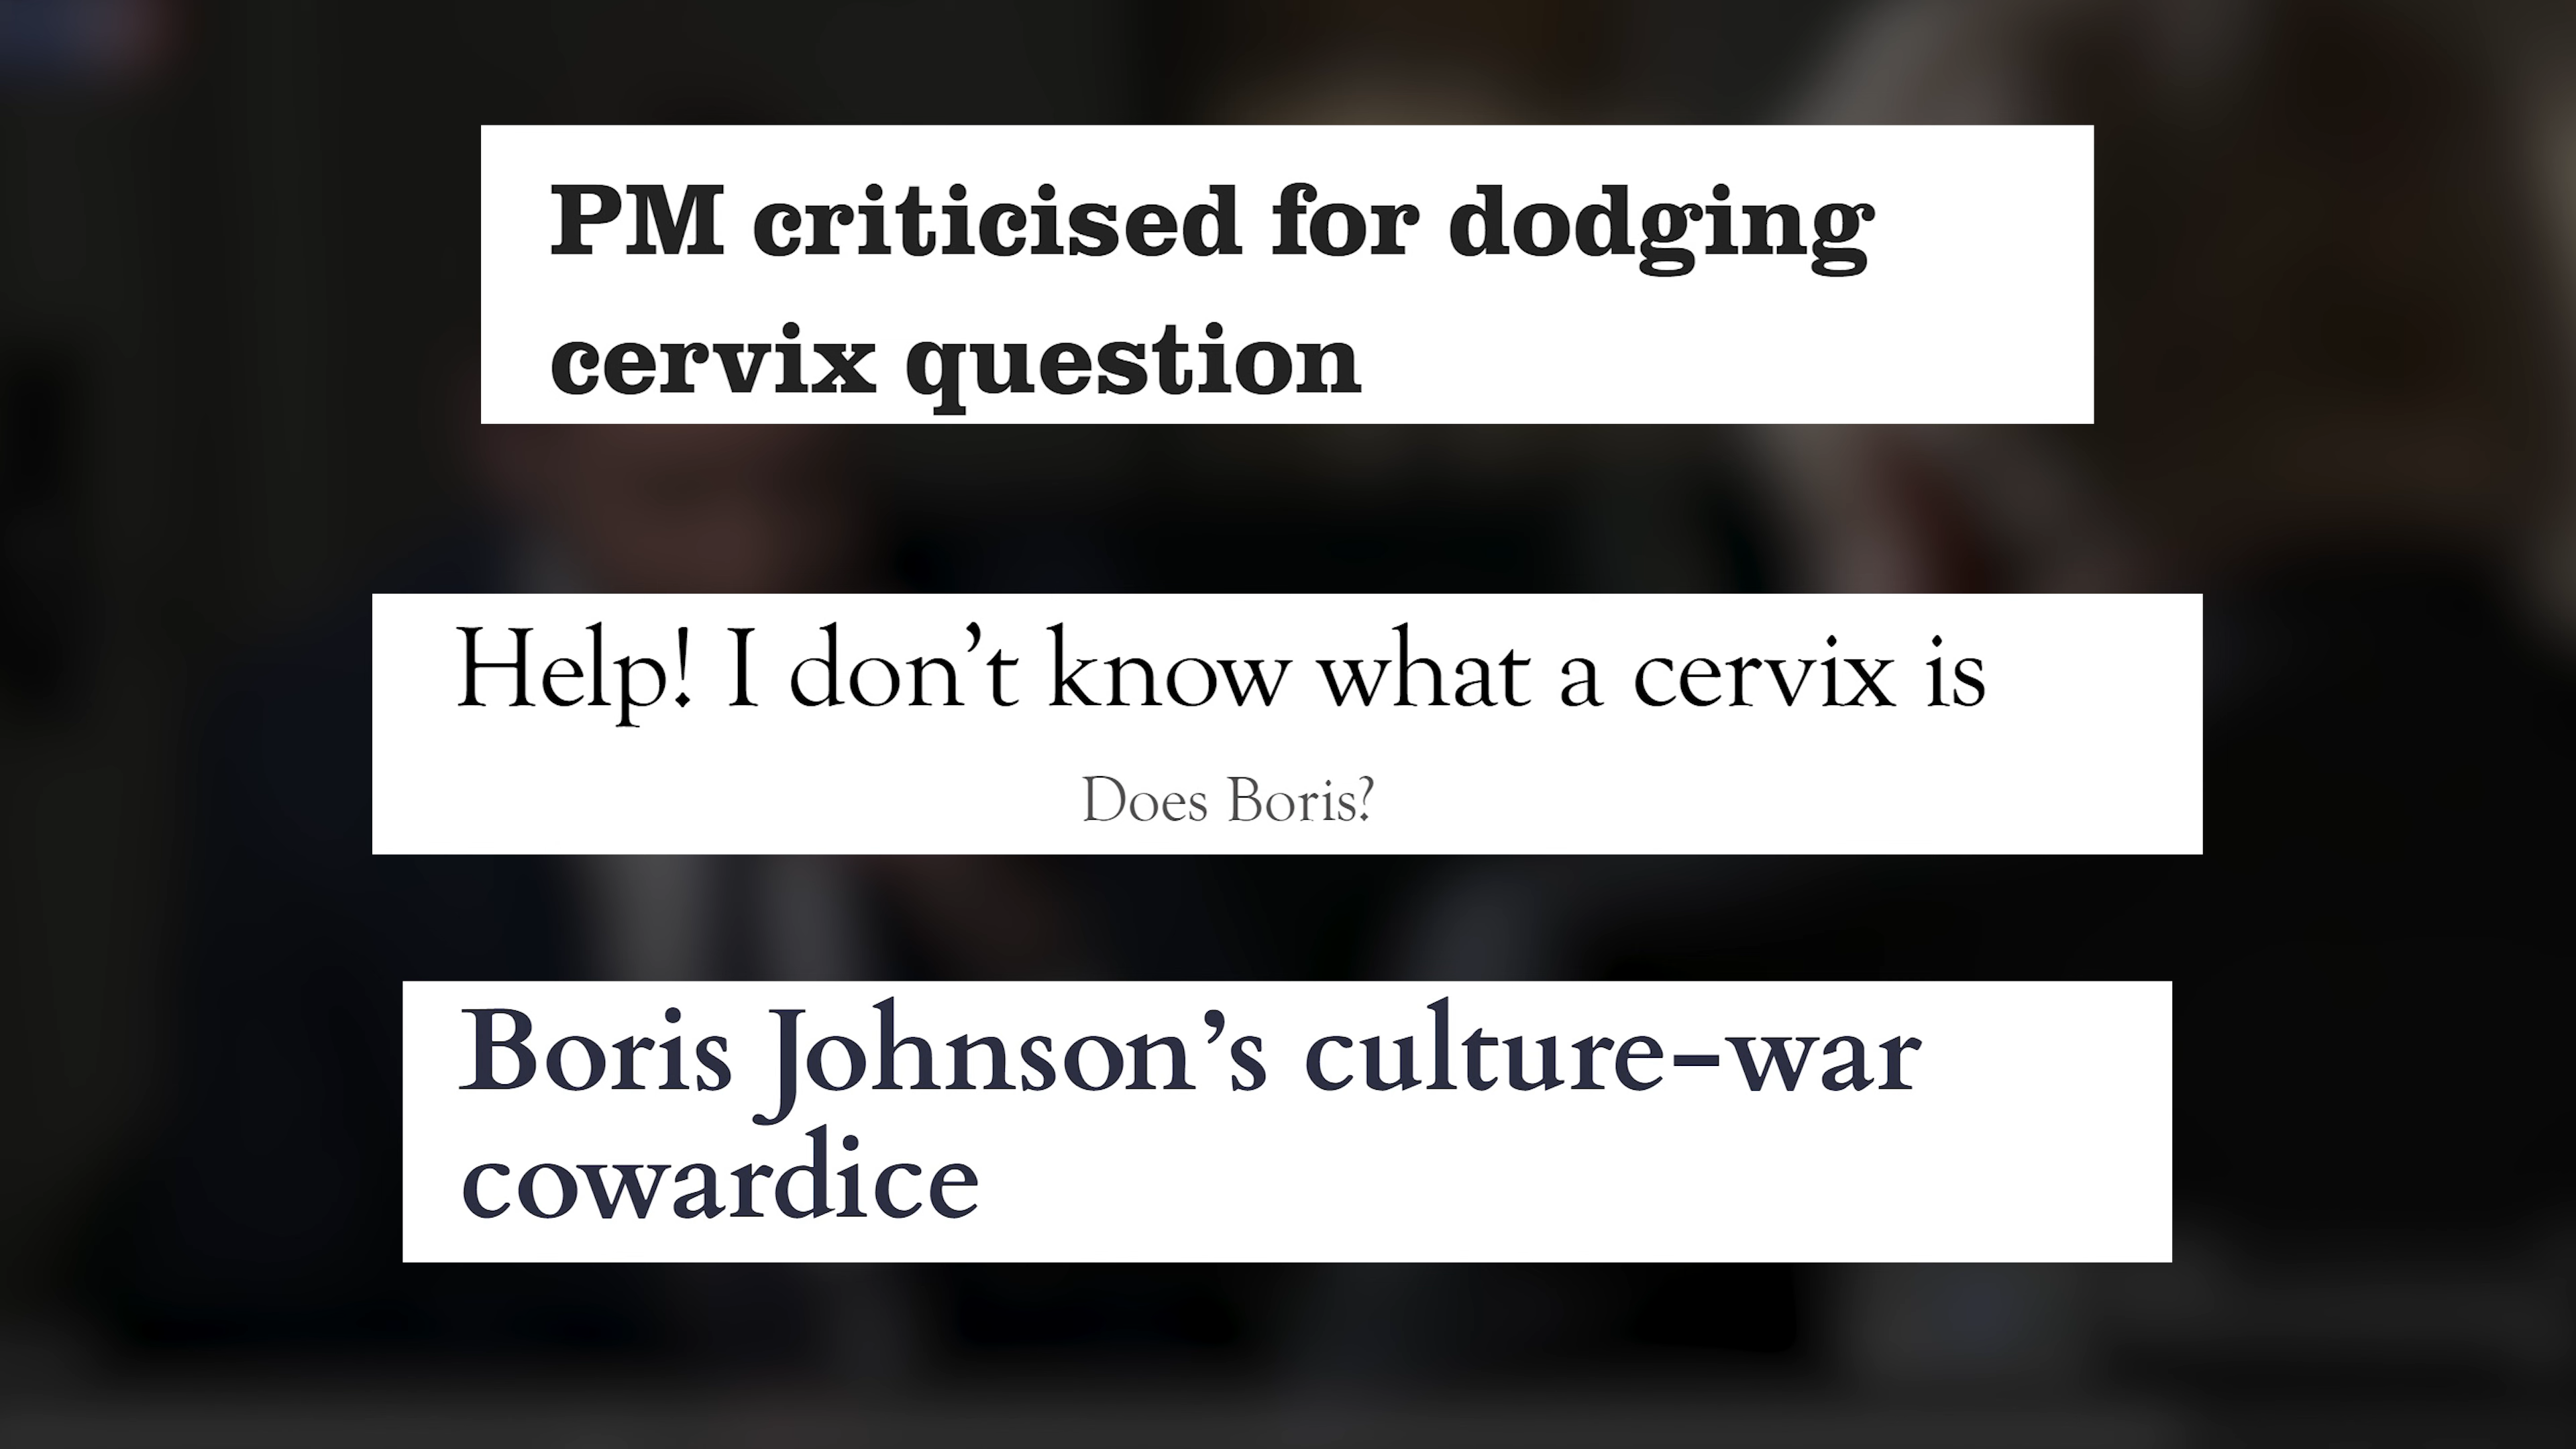 PM criticised for dodging
cervix question
Help! I don’t know what a cervix is
Does Boris?
Boris Johnson’s culture-war
cowardice